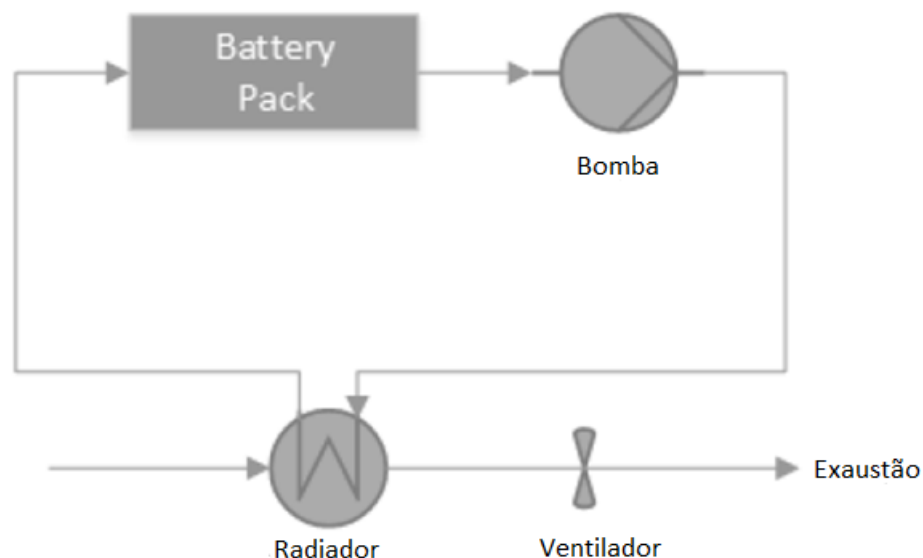 Battery
Pack
Bomba
Exaustão
Radiador
Ventilador